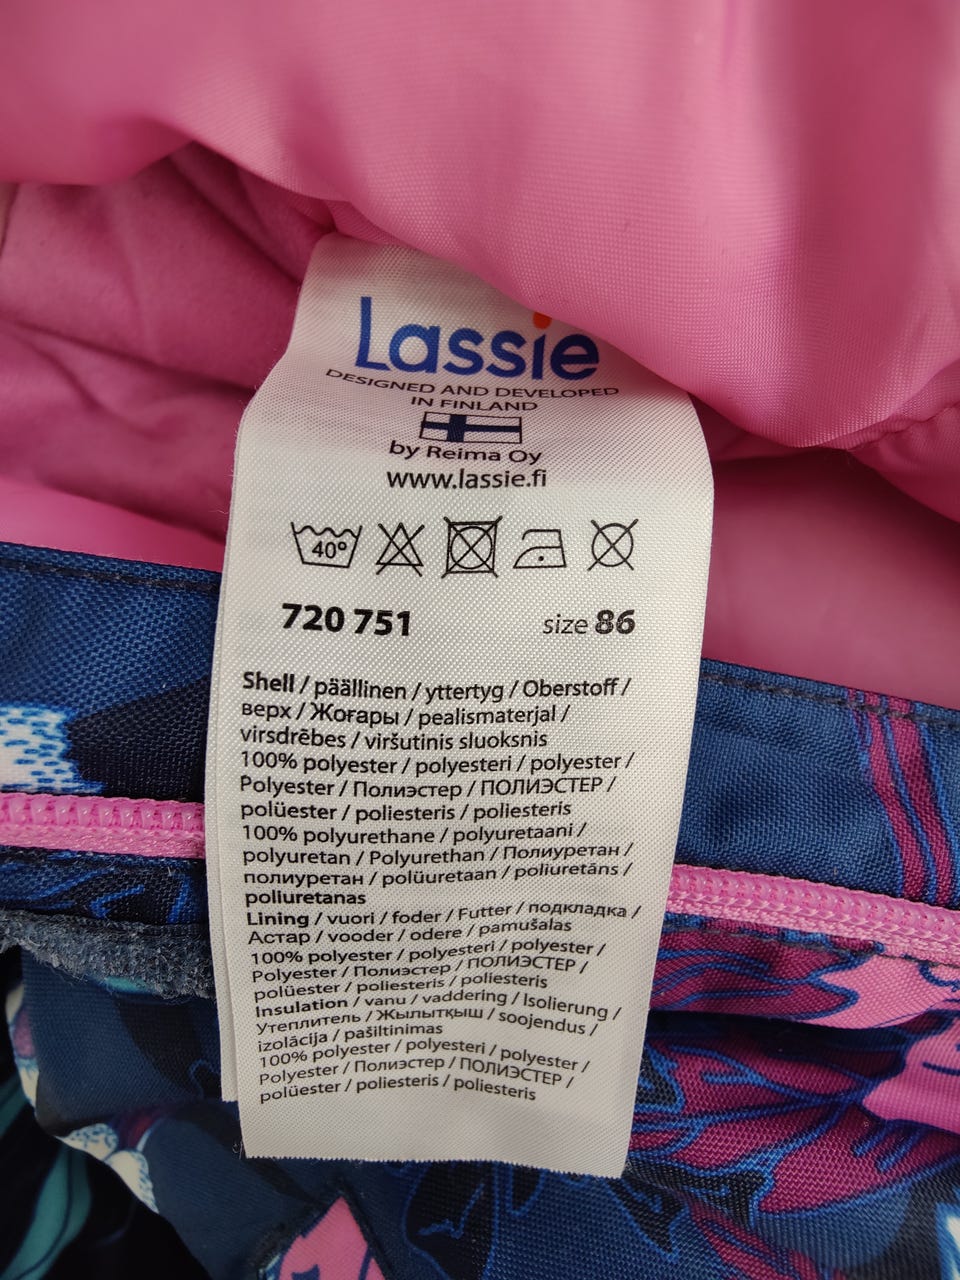 Lassie
DESIGNED AND DEVELOPED
IN FINLAND
by Reima Oy
www.lassie.fi
40°
720 751 size 86
Shell / päällinen / yttertyg / Oberstoff /
верх / Жоғары / pealismaterjal /
virsdrēbes / viršutinis sluoksnis
100% polyester / polyesteri / polyester /
Polyester / Полиэстер / ПОЛИЭСТЕР /
polüester / poliesteris / poliesteris
100% polyurethane / polyuretaani /
polyuretan / Polyurethan / Полиуретан /
полиуретан / polüuretaan / poliuretāns /
poliuretanas
Lining / vuori / foder / Futter / подкладка /
Астар / vooder / odere / pamušalas
100% polyester / polyesteri / polyester /
Polyester / Полиэстер / ПОЛИЭСТЕР /
polüester / poliesteris / poliesteris
Insulation / vanu / vaddering / Isolierung /
Утеплитель / Жылытқыш / soojendus /
izolācija / pašiltinimas
100% polyester / polyesteri / polyester /
Polyester / Полиэстер / ПОЛИЭСТЕР /
polüester / poliesteris / poliesteris